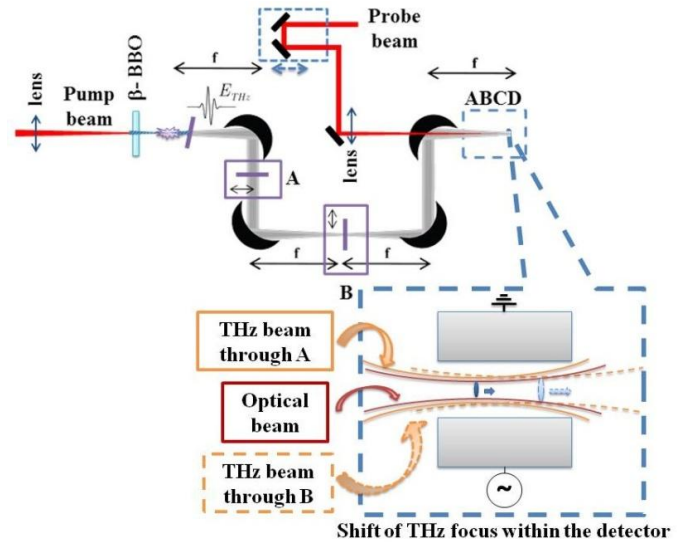 Probe
beam
f
f
lens
Pump
beam
β- BBO
E_THz
ABCD
lens
A
f
f
B
THz beam
through A
Optical
beam
THz beam
through B
~
Shift of THz focus within the detector